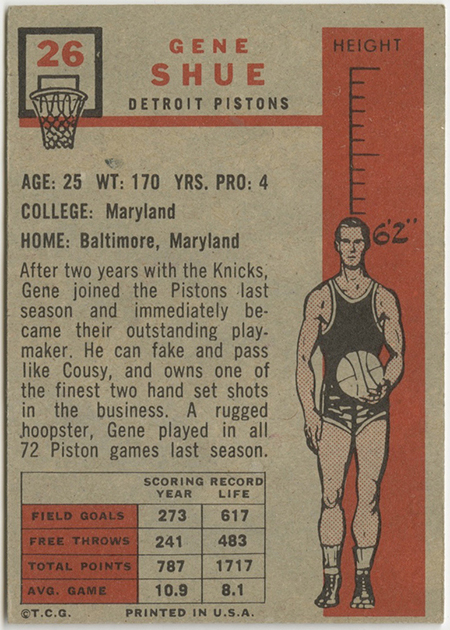 26
GENE
SHUE
DETROIT PISTONS
HEIGHT
6'2"
AGE: 25 WT: 170 YRS. PRO: 4
COLLEGE: Maryland
HOME: Baltimore, Maryland
After two years with the Knicks,
Gene joined the Pistons last
season and immediately be-
came their outstanding play-
maker. He can fake and pass
like Cousy, and owns one of
the finest two hand set shots
in the business. A rugged
hoopster, Gene played in all
72 Piston games last season.
SCORING RECORD
YEAR LIFE
FIELD GOALS 273 617
FREE THROWS 241 483
TOTAL POINTS 787 1717
AVG. GAME 10.9 8.1
©T.C.G. PRINTED IN U.S.A.